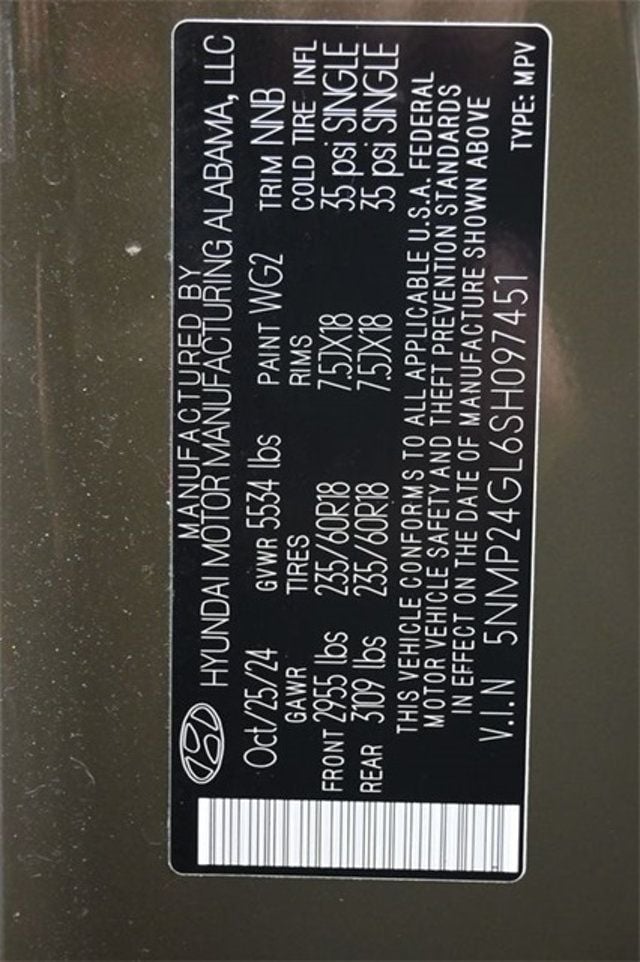 MANUFACTURED BY
HYUNDAI MOTOR MANUFACTURING ALABAMA, LLC
Oct/25/24 GVWR 5534 lbs PAINT WG2 TRIM NNB
GAWR TIRES RIMS COLD TIRE INFL
FRONT 2955 lbs 235/60R18 7.5JX18 35 psi SINGLE
REAR 3109 lbs 235/60R18 7.5JX18 35 psi SINGLE
THIS VEHICLE CONFORMS TO ALL APPLICABLE U.S.A. FEDERAL
MOTOR VEHICLE SAFETY AND THEFT PREVENTION STANDARDS
IN EFFECT ON THE DATE OF MANUFACTURE SHOWN ABOVE
V.I.N 5NMP24GL6SH097451 TYPE: MPV